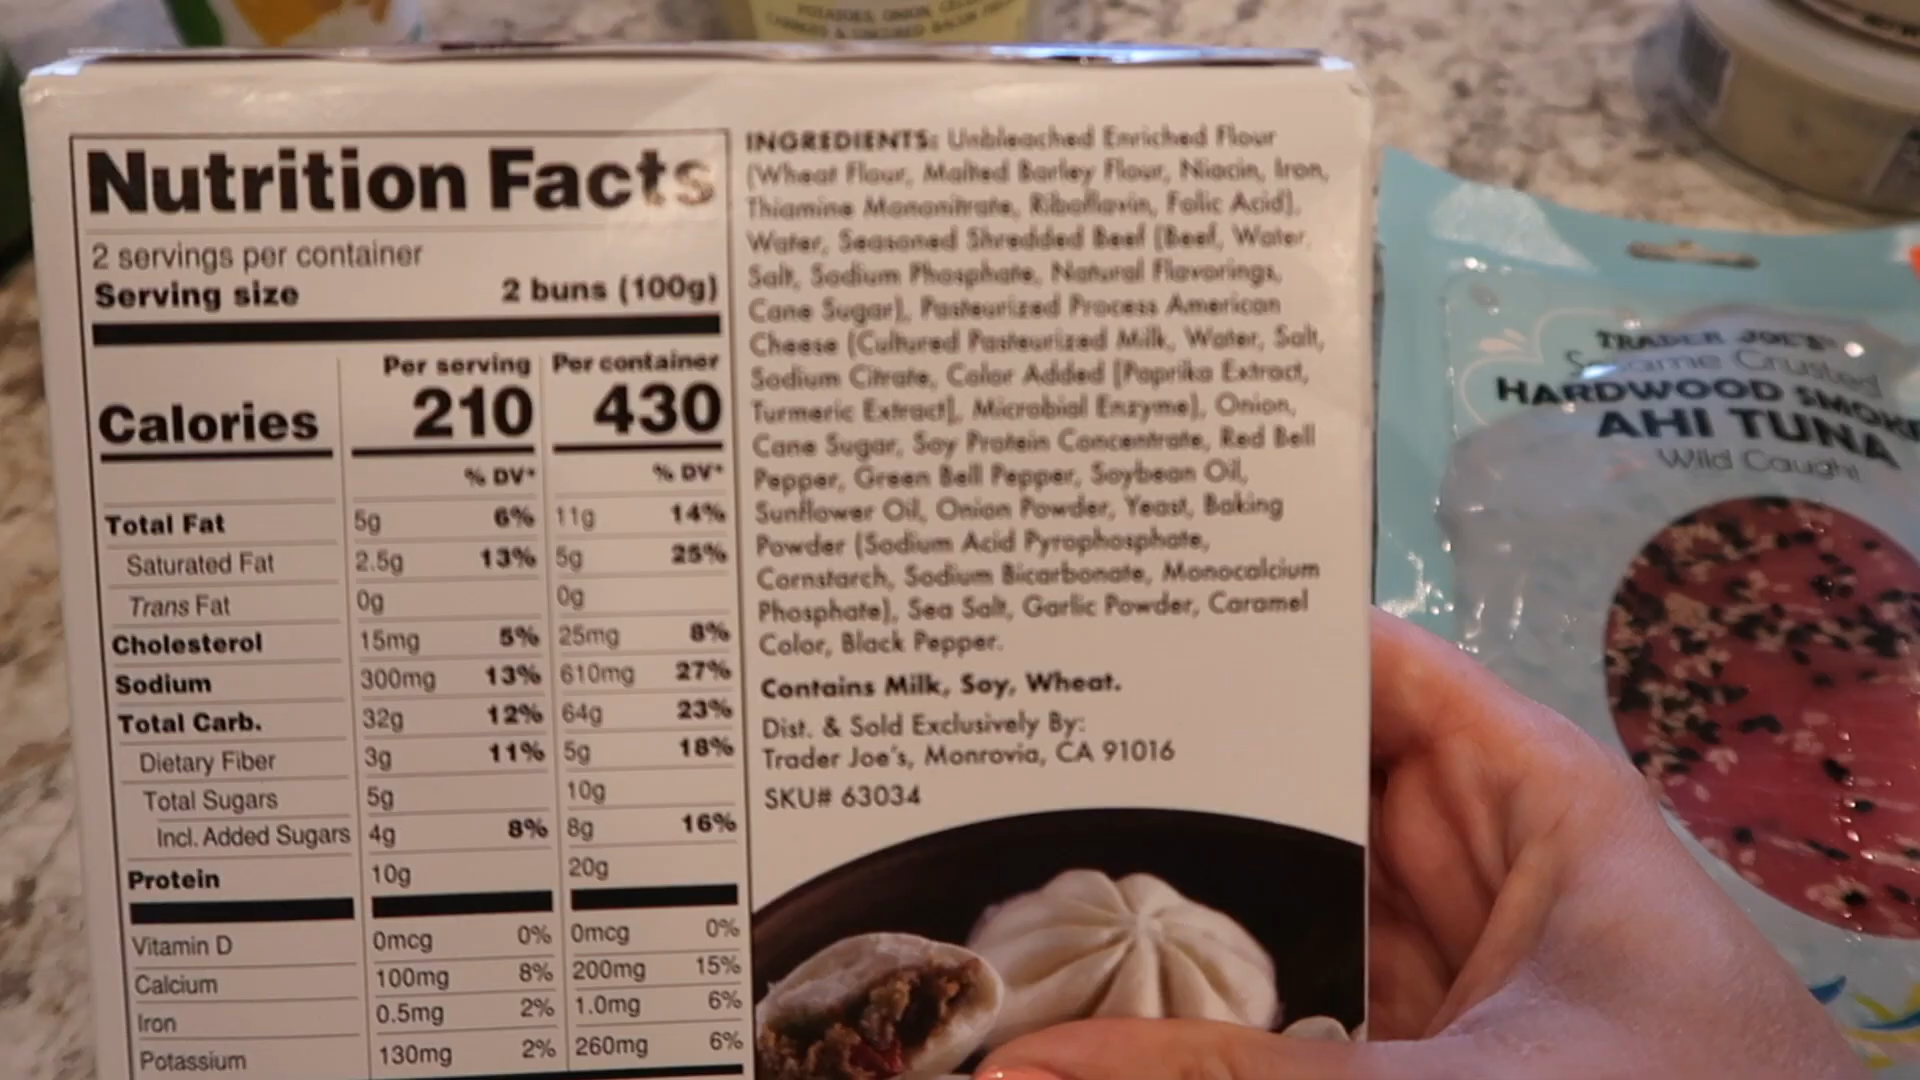 POTATOES, ONION,
Nutrition Facts
2 servings per container
Serving size 2 buns (100g)
Per serving Per container
Calories 210 430
% DV* % DV*
Total Fat 5g 6% 11g 14%
Saturated Fat 2.5g 13% 5g 25%
Trans Fat 0g 0g
Cholesterol 15mg 5% 25mg 8%
Sodium 300mg 13% 610mg 27%
Total Carb. 32g 12% 64g 23%
Dietary Fiber 3g 11% 5g 18%
Total Sugars 5g 10g
Incl. Added Sugars 4g 8% 8g 16%
Protein 10g 20g
Vitamin D 0mcg 0% 0mcg 0%
Calcium 100mg 8% 200mg 15%
Iron 0.5mg 2% 1.0mg 6%
Potassium 130mg 2% 260mg 6%
INGREDIENTS: Unbleached Enriched Flour
(Wheat Flour, Malted Barley Flour, Niacin, Iron,
Thiamine Mononitrate, Riboflavin, Folic Acid),
Water, Seasoned Shredded Beef (Beef, Water,
Salt, Sodium Phosphate, Natural Flavorings,
Cane Sugar), Pasteurized Process American
Cheese (Cultured Pasteurized Milk, Water, Salt,
Sodium Citrate, Color Added [Paprika Extract,
Turmeric Extract], Microbial Enzyme), Onion,
Cane Sugar, Soy Protein Concentrate, Red Bell
Pepper, Green Bell Pepper, Soybean Oil,
Sunflower Oil, Onion Powder, Yeast, Baking
Powder (Sodium Acid Pyrophosphate,
Cornstarch, Sodium Bicarbonate, Monocalcium
Phosphate), Sea Salt, Garlic Powder, Caramel
Color, Black Pepper.
Contains Milk, Soy, Wheat.
Dist. & Sold Exclusively By:
Trader Joe's, Monrovia, CA 91016
SKU# 63034
TRADER JOE'S
Sesame Crusted
HARDWOOD SMOKE
AHI TUNA
Wild Caught